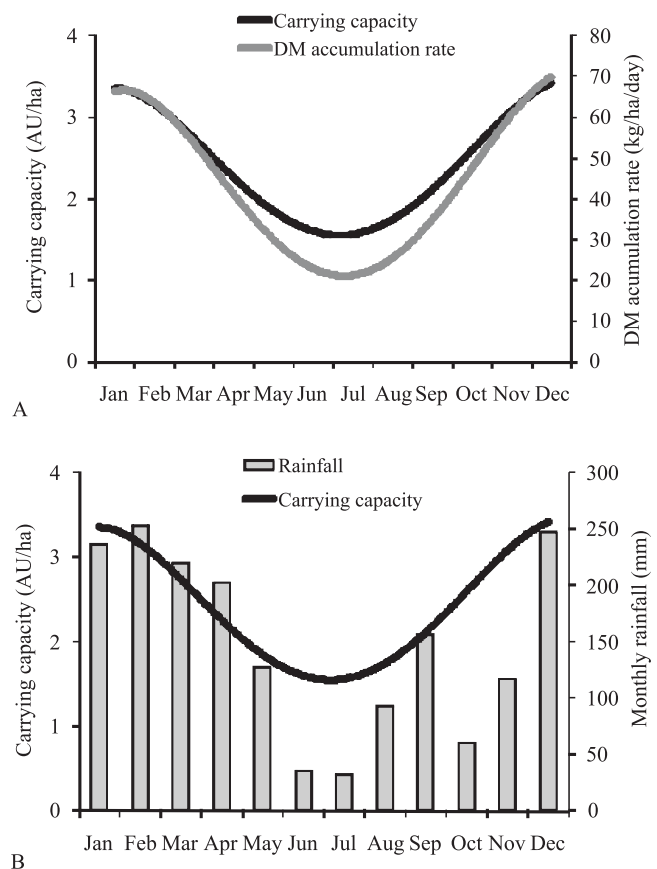 Carrying capacity
DM accumulation rate
4
3
2
1
0
Carrying capacity (AU/ha)
80
70
60
50
40
30
20
10
0
DM acumulation rate (kg/ha/day)
Jan Feb Mar Apr May Jun Jul Aug Sep Oct Nov Dec
A
Rainfall
Carrying capacity
4
3
2
1
0
Carrying capacity (AU/ha)
300
250
200
150
100
50
0
Monthly rainfall (mm)
Jan Feb Mar Apr May Jun Jul Aug Sep Oct Nov Dec
B